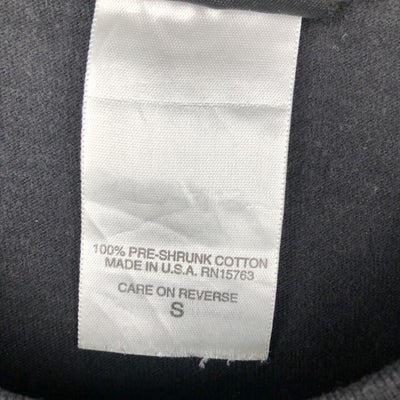 100% PRE-SHRUNK COTTON
MADE IN U.S.A. RN15763
CARE ON REVERSE
S